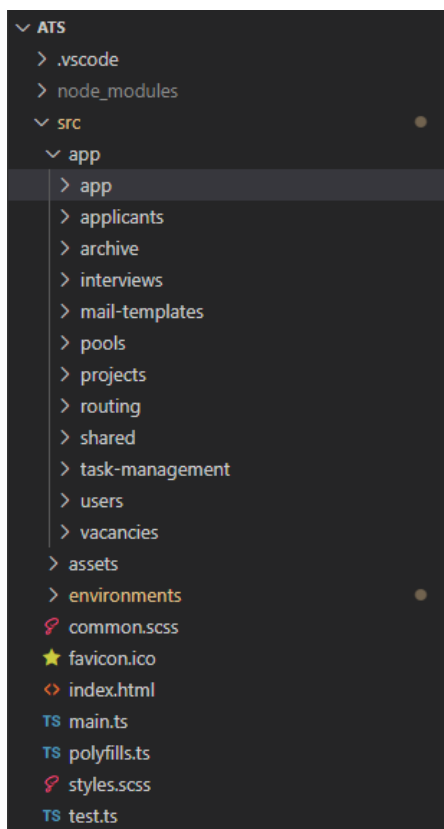 ATS
.vscode
node_modules
src
app
app
applicants
archive
interviews
mail-templates
pools
projects
routing
shared
task-management
users
vacancies
assets
environments
common.scss
favicon.ico
<> index.html
TS main.ts
TS polyfills.ts
styles.scss
TS test.ts